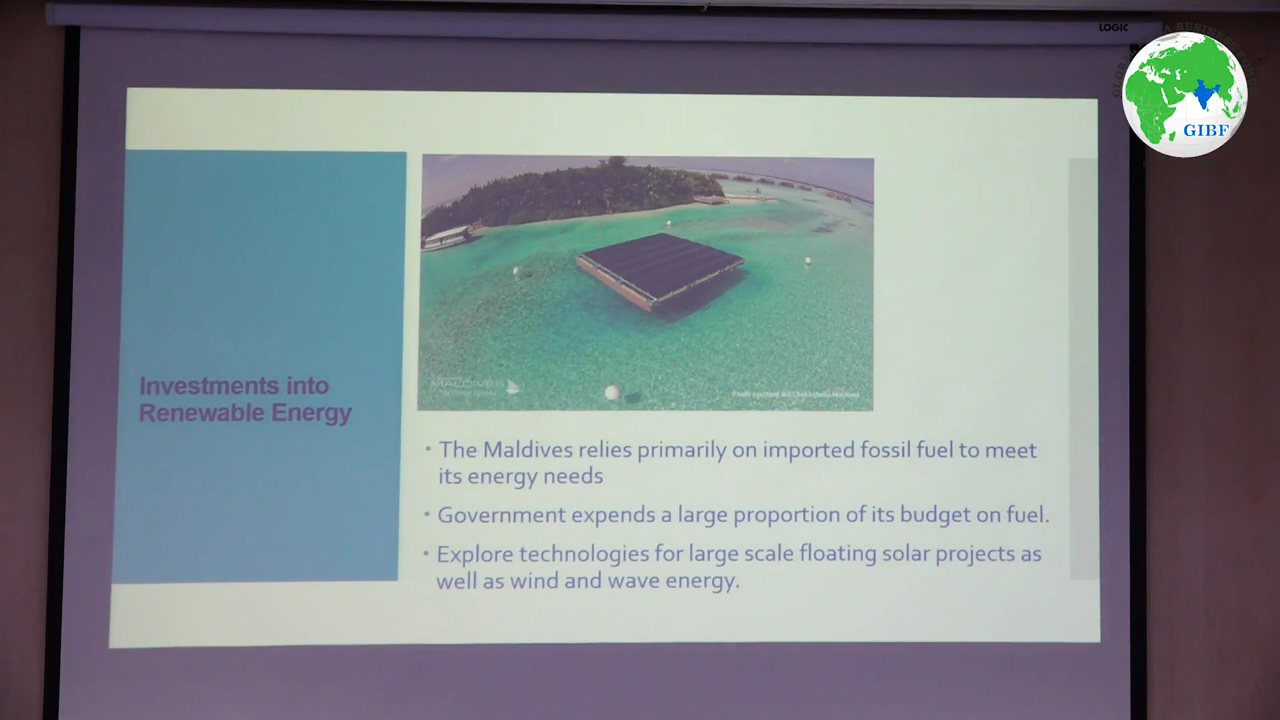 LOGIC
GIBF
Investments into
Renewable Energy
MALDIVES
• The Maldives relies primarily on imported fossil fuel to meet
its energy needs
• Government expends a large proportion of its budget on fuel.
• Explore technologies for large scale floating solar projects as
well as wind and wave energy.